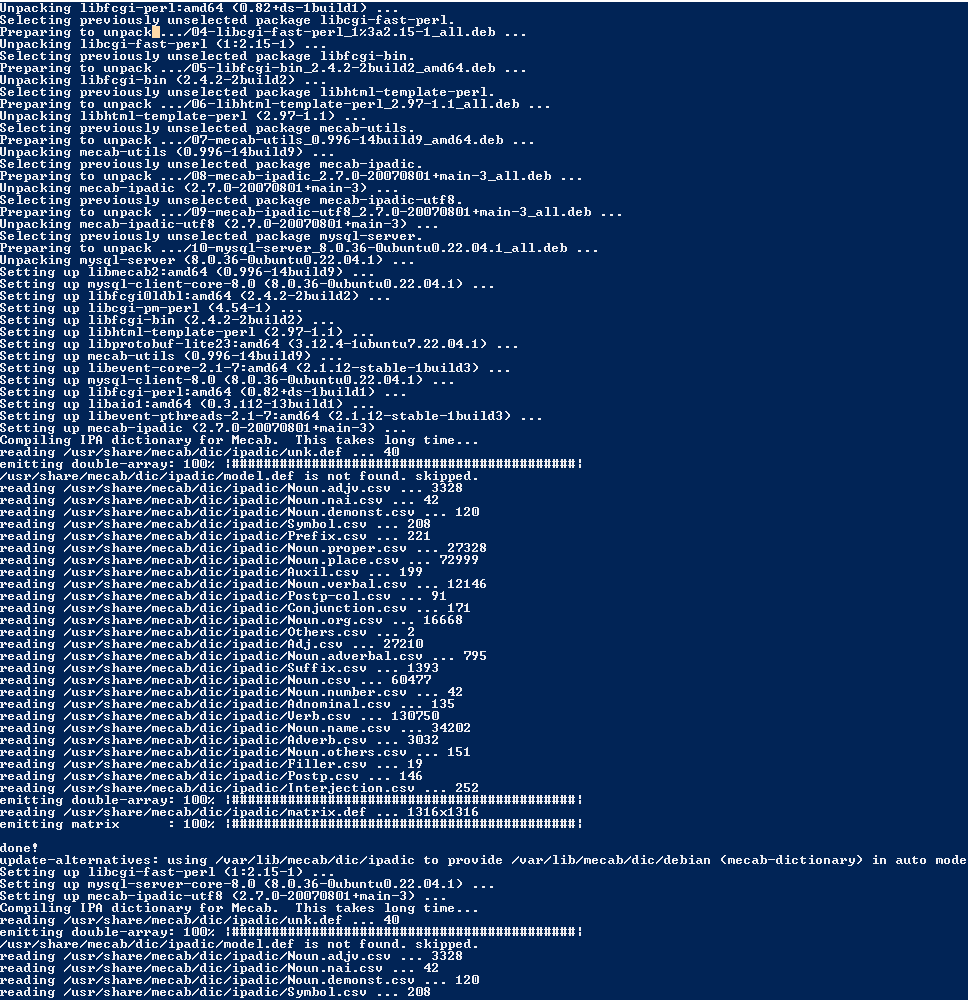 Unpacking libfcgi-perl:amd64 (0.82+ds-1build1) ...
Selecting previously unselected package libcgi-fast-perl.
Preparing to unpack .../04-libcgi-fast-perl_1%3a2.15-1_all.deb ...
Unpacking libcgi-fast-perl (1:2.15-1) ...
Selecting previously unselected package libfcgi-bin.
Preparing to unpack .../05-libfcgi-bin_2.4.2-2build2_amd64.deb ...
Unpacking libfcgi-bin (2.4.2-2build2) ...
Selecting previously unselected package libhtml-template-perl.
Preparing to unpack .../06-libhtml-template-perl_2.97-1.1_all.deb ...
Unpacking libhtml-template-perl (2.97-1.1) ...
Selecting previously unselected package mecab-utils.
Preparing to unpack .../07-mecab-utils_0.996-14build9_amd64.deb ...
Unpacking mecab-utils (0.996-14build9) ...
Selecting previously unselected package mecab-ipadic.
Preparing to unpack .../08-mecab-ipadic_2.7.0-20070801+main-3_all.deb ...
Unpacking mecab-ipadic (2.7.0-20070801+main-3) ...
Selecting previously unselected package mecab-ipadic-utf8.
Preparing to unpack .../09-mecab-ipadic-utf8_2.7.0-20070801+main-3_all.deb ...
Unpacking mecab-ipadic-utf8 (2.7.0-20070801+main-3) ...
Selecting previously unselected package mysql-server.
Preparing to unpack .../10-mysql-server_8.0.36-0ubuntu0.22.04.1_all.deb ...
Unpacking mysql-server (8.0.36-0ubuntu0.22.04.1) ...
Setting up libmecab2:amd64 (0.996-14build9) ...
Setting up mysql-client-core-8.0 (8.0.36-0ubuntu0.22.04.1) ...
Setting up libfcgi0ldbl:amd64 (2.4.2-2build2) ...
Setting up libcgi-pm-perl (4.54-1) ...
Setting up libfcgi-bin (2.4.2-2build2) ...
Setting up libhtml-template-perl (2.97-1.1) ...
Setting up libprotobuf-lite23:amd64 (3.12.4-1ubuntu7.22.04.1) ...
Setting up mecab-utils (0.996-14build9) ...
Setting up libevent-core-2.1-7:amd64 (2.1.12-stable-1build3) ...
Setting up mysql-client-8.0 (8.0.36-0ubuntu0.22.04.1) ...
Setting up libfcgi-perl:amd64 (0.82+ds-1build1) ...
Setting up libaio1:amd64 (0.3.112-13build1) ...
Setting up libevent-pthreads-2.1-7:amd64 (2.1.12-stable-1build3) ...
Setting up mecab-ipadic (2.7.0-20070801+main-3) ...
Compiling IPA dictionary for Mecab.  This takes long time...
reading /usr/share/mecab/dic/ipadic/unk.def ... 40
emitting double-array: 100% |###########################################|
/usr/share/mecab/dic/ipadic/model.def is not found. skipped.
reading /usr/share/mecab/dic/ipadic/Noun.adjv.csv ... 3328
reading /usr/share/mecab/dic/ipadic/Noun.nai.csv ... 42
reading /usr/share/mecab/dic/ipadic/Noun.demonst.csv ... 120
reading /usr/share/mecab/dic/ipadic/Symbol.csv ... 208
reading /usr/share/mecab/dic/ipadic/Prefix.csv ... 221
reading /usr/share/mecab/dic/ipadic/Noun.proper.csv ... 27328
reading /usr/share/mecab/dic/ipadic/Noun.place.csv ... 72999
reading /usr/share/mecab/dic/ipadic/Auxil.csv ... 199
reading /usr/share/mecab/dic/ipadic/Noun.verbal.csv ... 12146
reading /usr/share/mecab/dic/ipadic/Postp-col.csv ... 91
reading /usr/share/mecab/dic/ipadic/Conjunction.csv ... 171
reading /usr/share/mecab/dic/ipadic/Noun.org.csv ... 16668
reading /usr/share/mecab/dic/ipadic/Others.csv ... 2
reading /usr/share/mecab/dic/ipadic/Adj.csv ... 27210
reading /usr/share/mecab/dic/ipadic/Noun.adverbal.csv ... 795
reading /usr/share/mecab/dic/ipadic/Suffix.csv ... 1393
reading /usr/share/mecab/dic/ipadic/Noun.csv ... 60477
reading /usr/share/mecab/dic/ipadic/Noun.number.csv ... 42
reading /usr/share/mecab/dic/ipadic/Adnominal.csv ... 135
reading /usr/share/mecab/dic/ipadic/Verb.csv ... 130750
reading /usr/share/mecab/dic/ipadic/Noun.name.csv ... 34202
reading /usr/share/mecab/dic/ipadic/Adverb.csv ... 3032
reading /usr/share/mecab/dic/ipadic/Noun.others.csv ... 151
reading /usr/share/mecab/dic/ipadic/Filler.csv ... 19
reading /usr/share/mecab/dic/ipadic/Postp.csv ... 146
reading /usr/share/mecab/dic/ipadic/Interjection.csv ... 252
emitting double-array: 100% |###########################################|
reading /usr/share/mecab/dic/ipadic/matrix.def ... 1316x1316
emitting matrix      : 100% |###########################################|
done!
update-alternatives: using /var/lib/mecab/dic/ipadic to provide /var/lib/mecab/dic/debian (mecab-dictionary) in auto mode
Setting up libcgi-fast-perl (1:2.15-1) ...
Setting up mysql-server-core-8.0 (8.0.36-0ubuntu0.22.04.1) ...
Setting up mecab-ipadic-utf8 (2.7.0-20070801+main-3) ...
Compiling IPA dictionary for Mecab.  This takes long time...
reading /usr/share/mecab/dic/ipadic/unk.def ... 40
emitting double-array: 100% |###########################################|
/usr/share/mecab/dic/ipadic/model.def is not found. skipped.
reading /usr/share/mecab/dic/ipadic/Noun.adjv.csv ... 3328
reading /usr/share/mecab/dic/ipadic/Noun.nai.csv ... 42
reading /usr/share/mecab/dic/ipadic/Noun.demonst.csv ... 120
reading /usr/share/mecab/dic/ipadic/Symbol.csv ... 208